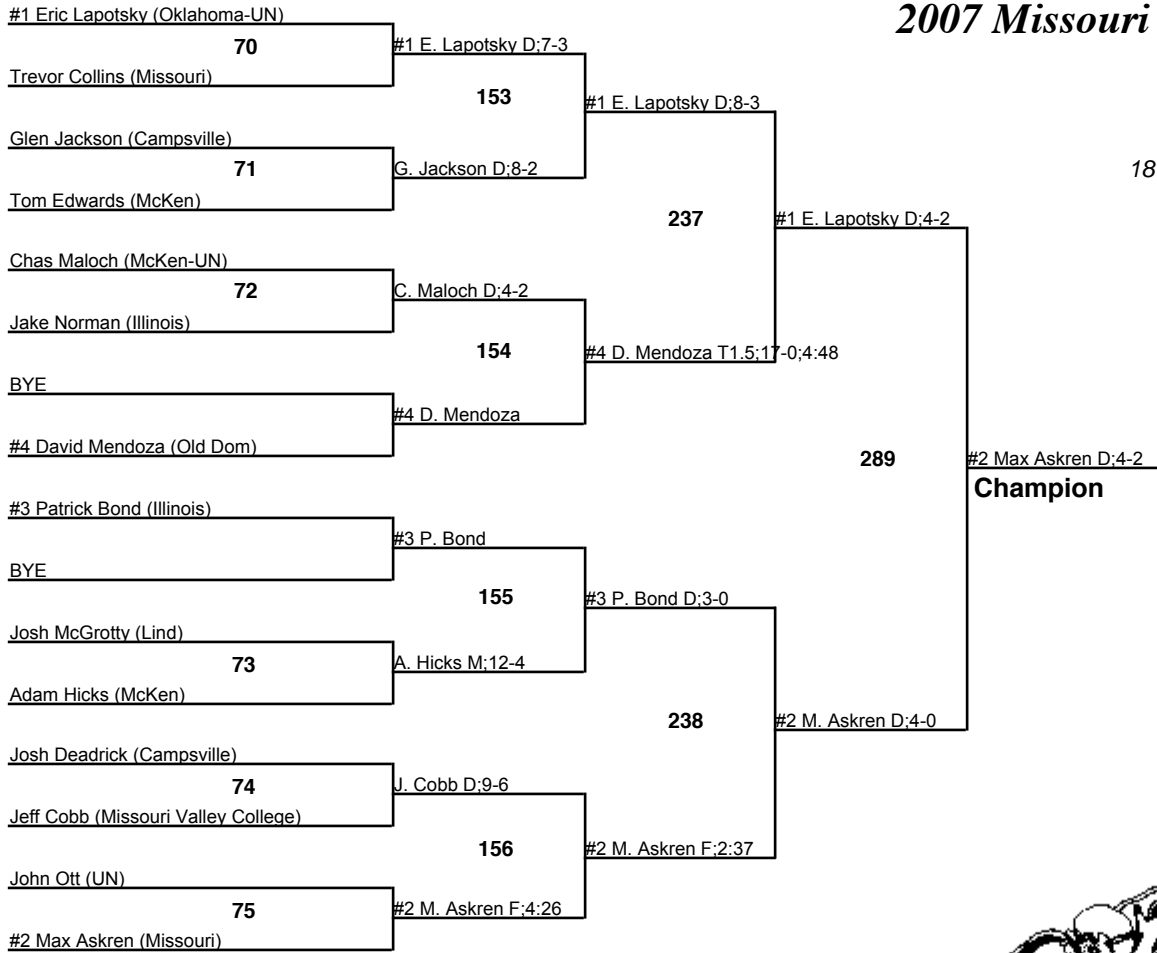 2007 Missouri
18
#1 Eric Lapotsky (Oklahoma-UN)
70
Trevor Collins (Missouri)
Glen Jackson (Campsville)
71
Tom Edwards (McKen)
Chas Maloch (McKen-UN)
72
Jake Norman (Illinois)
BYE
#4 David Mendoza (Old Dom)
#3 Patrick Bond (Illinois)
BYE
Josh McGrotty (Lind)
73
Adam Hicks (McKen)
Josh Deadrick (Campsville)
74
Jeff Cobb (Missouri Valley College)
John Ott (UN)
75
#2 Max Askren (Missouri)
#1 E. Lapotsky D;7-3
153
G. Jackson D;8-2
C. Maloch D;4-2
154
#4 D. Mendoza
#3 P. Bond
155
A. Hicks M;12-4
J. Cobb D;9-6
156
#2 M. Askren F;4:26
#1 E. Lapotsky D;8-3
237
#4 D. Mendoza T1.5;17-0;4:48
#3 P. Bond D;3-0
238
#2 M. Askren F;2:37
#1 E. Lapotsky D;4-2
289
#2 M. Askren D;4-0
#2 Max Askren D;4-2
Champion